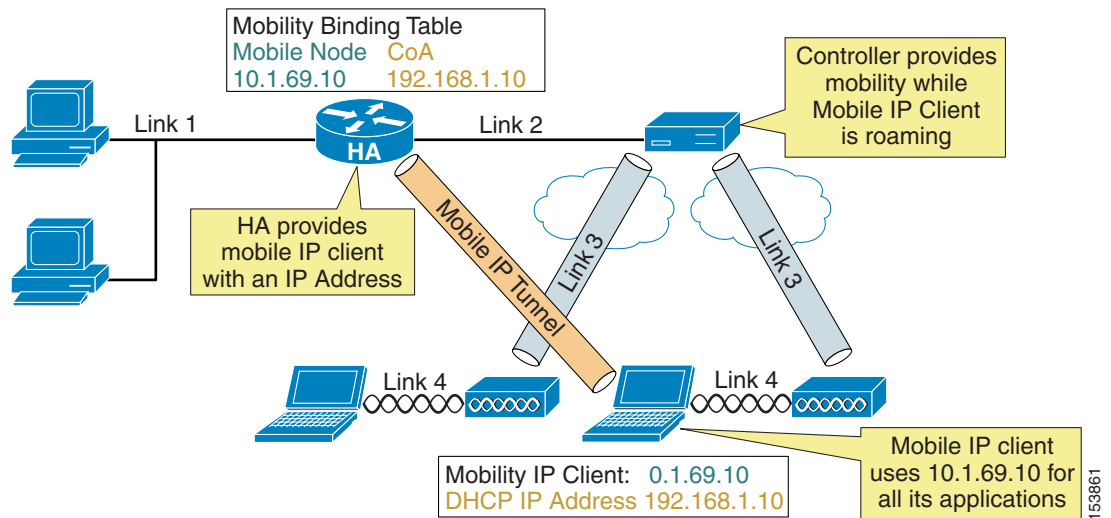 Mobility Binding Table
Mobile Node CoA
10.1.69.10 192.168.1.10
Controller provides
mobility while
Mobile IP Client
is roaming
Link 1
Link 2
HA
HA provides
mobile IP client
with an IP Address
Mobile IP Tunnel
Link 3
Link 3
Link 4
Link 4
Mobility IP Client: 0.1.69.10
DHCP IP Address 192.168.1.10
Mobile IP client
uses 10.1.69.10 for
all its applications
153861